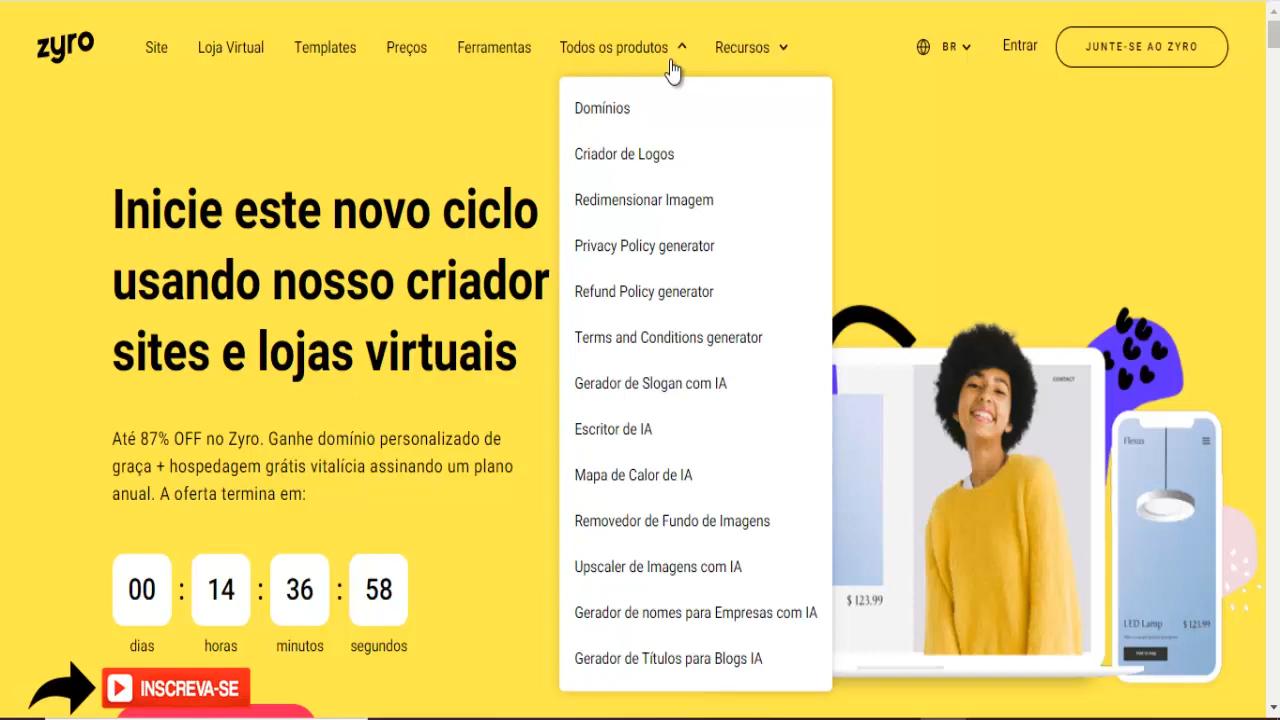 zyro
Site
Loja Virtual
Templates
Preços
Ferramentas
Todos os produtos
Recursos
BR
Entrar
JUNTE-SE AO ZYRO
Domínios
Criador de Logos
Redimensionar Imagem
Privacy Policy generator
Refund Policy generator
Terms and Conditions generator
Gerador de Slogan com IA
Escritor de IA
Mapa de Calor de IA
Removedor de Fundo de Imagens
Upscaler de Imagens com IA
Gerador de nomes para Empresas com IA
Gerador de Títulos para Blogs IA
Inicie este novo ciclo
usando nosso criador
sites e lojas virtuais
Até 87% OFF no Zyro. Ganhe domínio personalizado de
graça + hospedagem grátis vitalícia assinando um plano
anual. A oferta termina em:
00 : 14 : 36 : 58
dias horas minutos segundos
INSCREVA-SE
CONTACT
$ 123.99
Flexus
LED Lamp $ 123.99